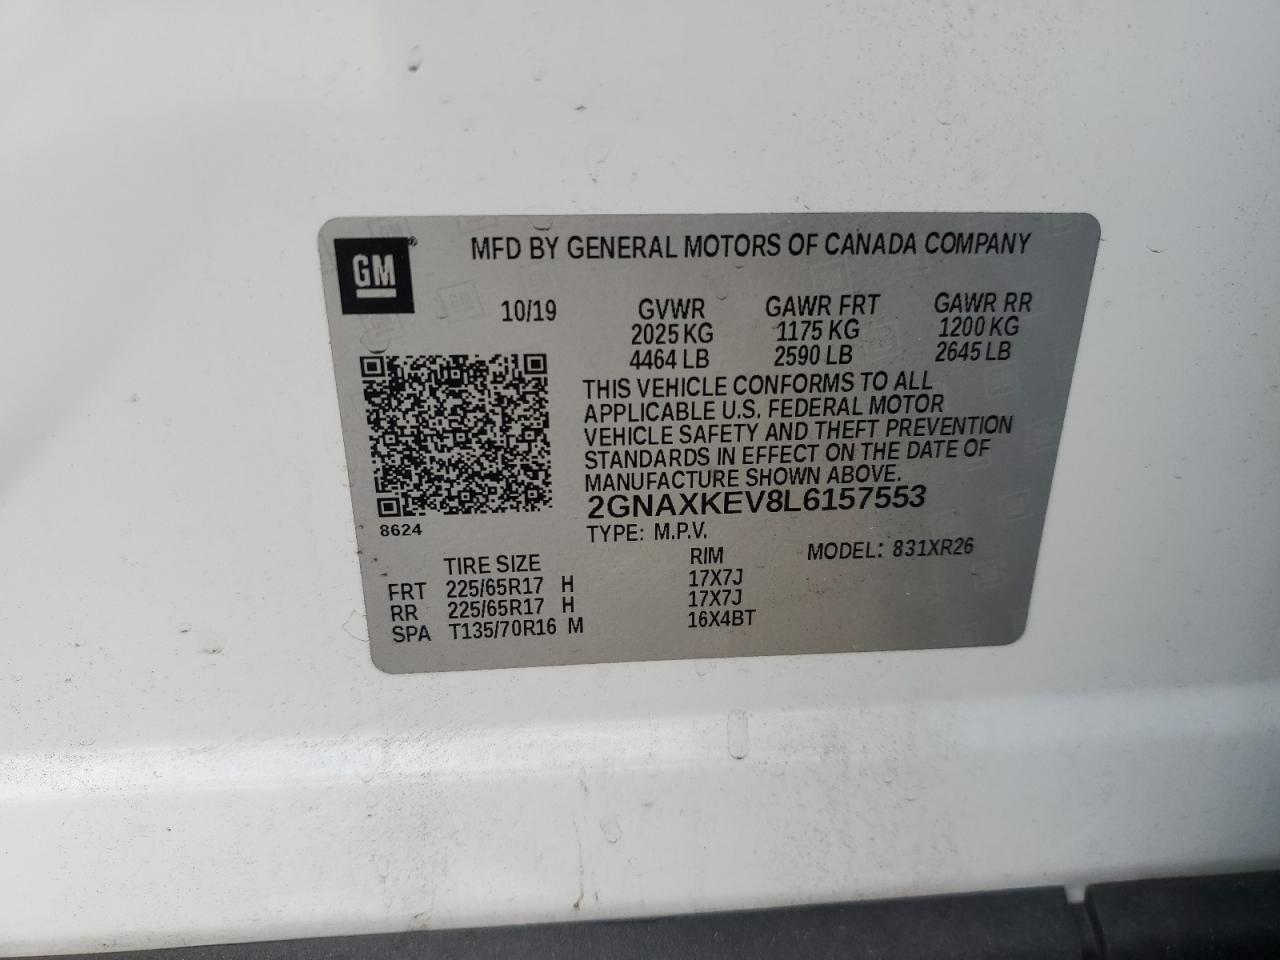 GM
MFD BY GENERAL MOTORS OF CANADA COMPANY
10/19 GVWR GAWR FRT GAWR RR
2025 KG 1175 KG 1200 KG
4464 LB 2590 LB 2645 LB
THIS VEHICLE CONFORMS TO ALL
APPLICABLE U.S. FEDERAL MOTOR
VEHICLE SAFETY AND THEFT PREVENTION
STANDARDS IN EFFECT ON THE DATE OF
MANUFACTURE SHOWN ABOVE.
2GNAXKEV8L6157553
8624
TYPE: M.P.V.
MODEL: 831XR26
TIRE SIZE RIM
FRT 225/65R17 H 17X7J
RR 225/65R17 H 17X7J
SPA T135/70R16 M 16X4BT